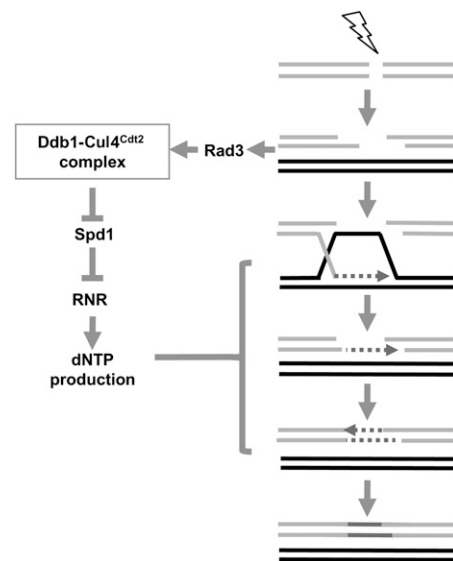 Ddb1-Cul4Cdt2
complex
Rad3
Spd1
RNR
dNTP
production